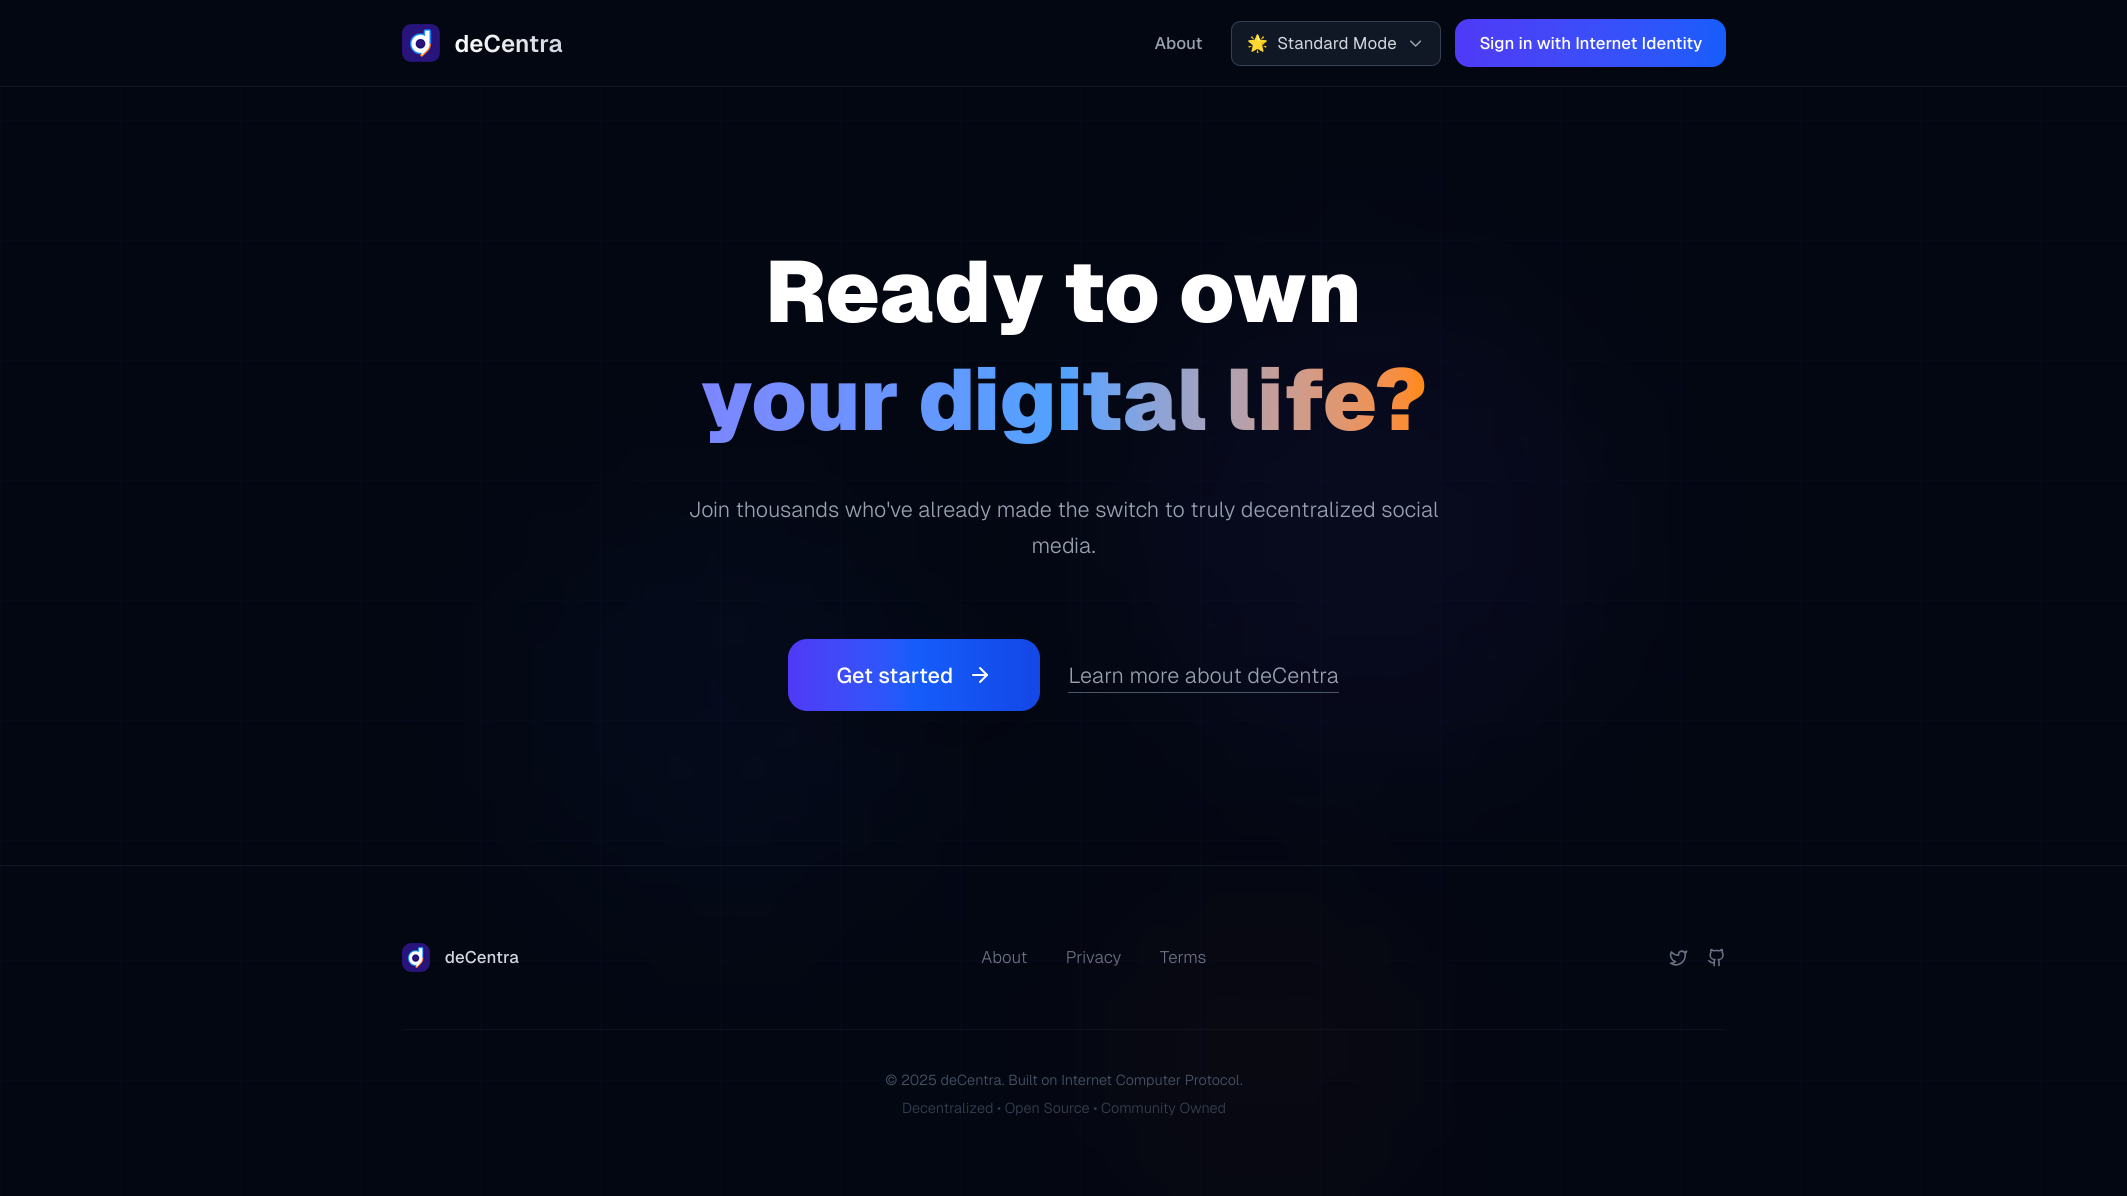 deCentra
About
Standard Mode
Sign in with Internet Identity
Ready to own
your digital life?
Join thousands who've already made the switch to truly decentralized social
media.
Get started
Learn more about deCentra
deCentra
About
Privacy
Terms
© 2025 deCentra. Built on Internet Computer Protocol.
Decentralized • Open Source • Community Owned